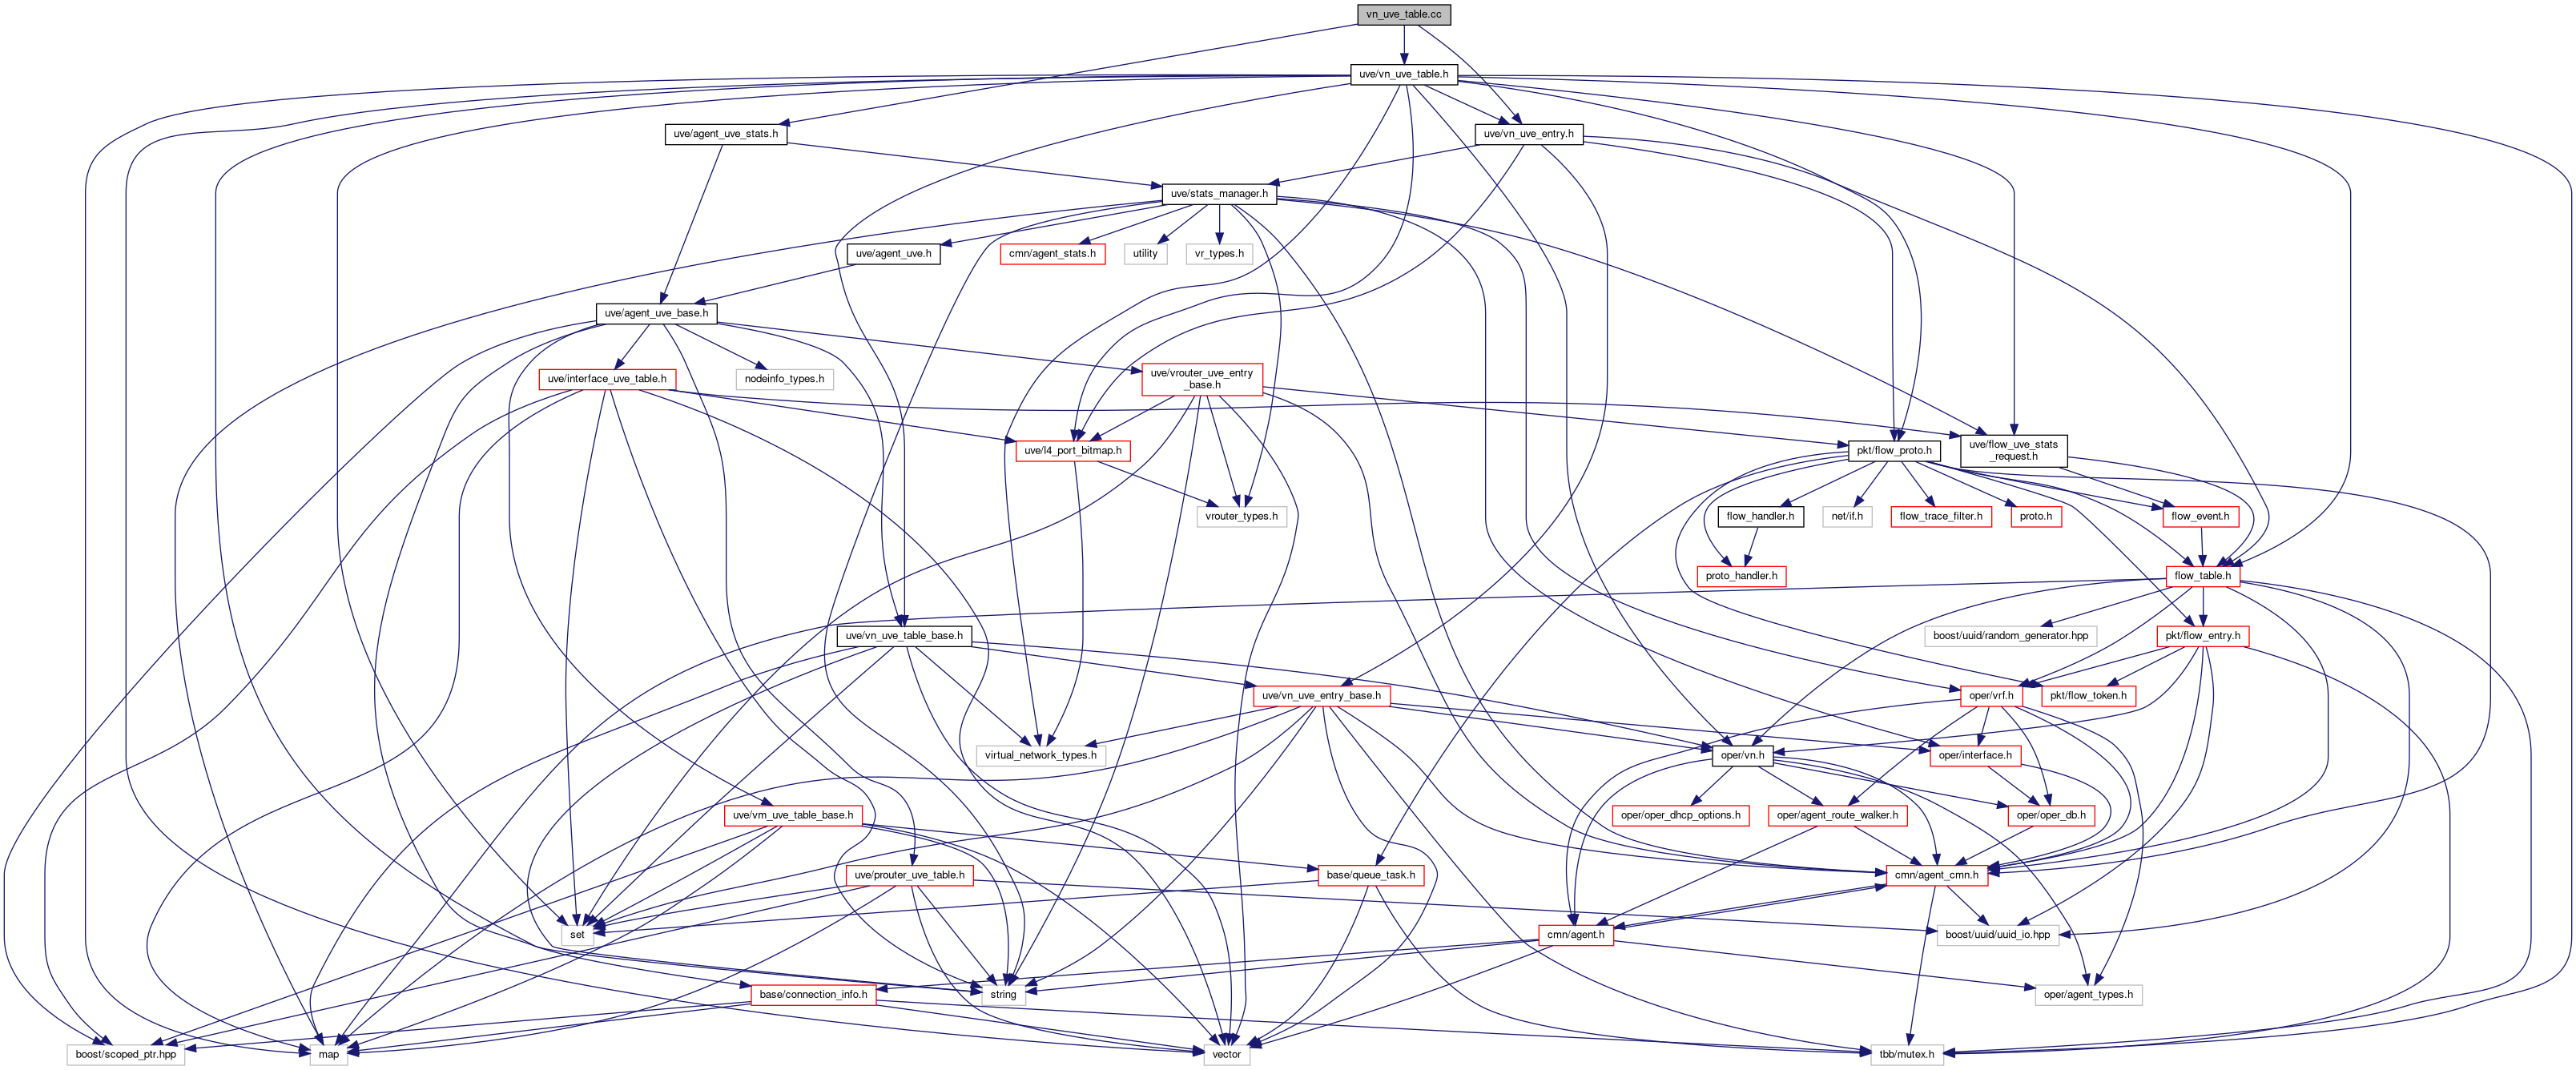 vn_uve_table.cc
uve/vn_uve_table.h
uve/agent_uve_stats.h
uve/vn_uve_entry.h
uve/stats_manager.h
uve/agent_uve.h
cmn/agent_stats.h
utility
vr_types.h
uve/agent_uve_base.h
uve/interface_uve_table.h
nodeinfo_types.h
uve/vrouter_uve_entry
_base.h
uve/l4_port_bitmap.h
pkt/flow_proto.h
uve/flow_uve_stats
_request.h
vrouter_types.h
flow_handler.h
net/if.h
flow_trace_filter.h
proto.h
flow_event.h
proto_handler.h
flow_table.h
uve/vn_uve_table_base.h
boost/uuid/random_generator.hpp
pkt/flow_entry.h
uve/vn_uve_entry_base.h
oper/vrf.h
pkt/flow_token.h
virtual_network_types.h
oper/vn.h
oper/interface.h
uve/vm_uve_table_base.h
oper/oper_dhcp_options.h
oper/agent_route_walker.h
oper/oper_db.h
uve/prouter_uve_table.h
base/queue_task.h
cmn/agent_cmn.h
set
cmn/agent.h
boost/uuid/uuid_io.hpp
base/connection_info.h
string
oper/agent_types.h
boost/scoped_ptr.hpp
map
vector
tbb/mutex.h